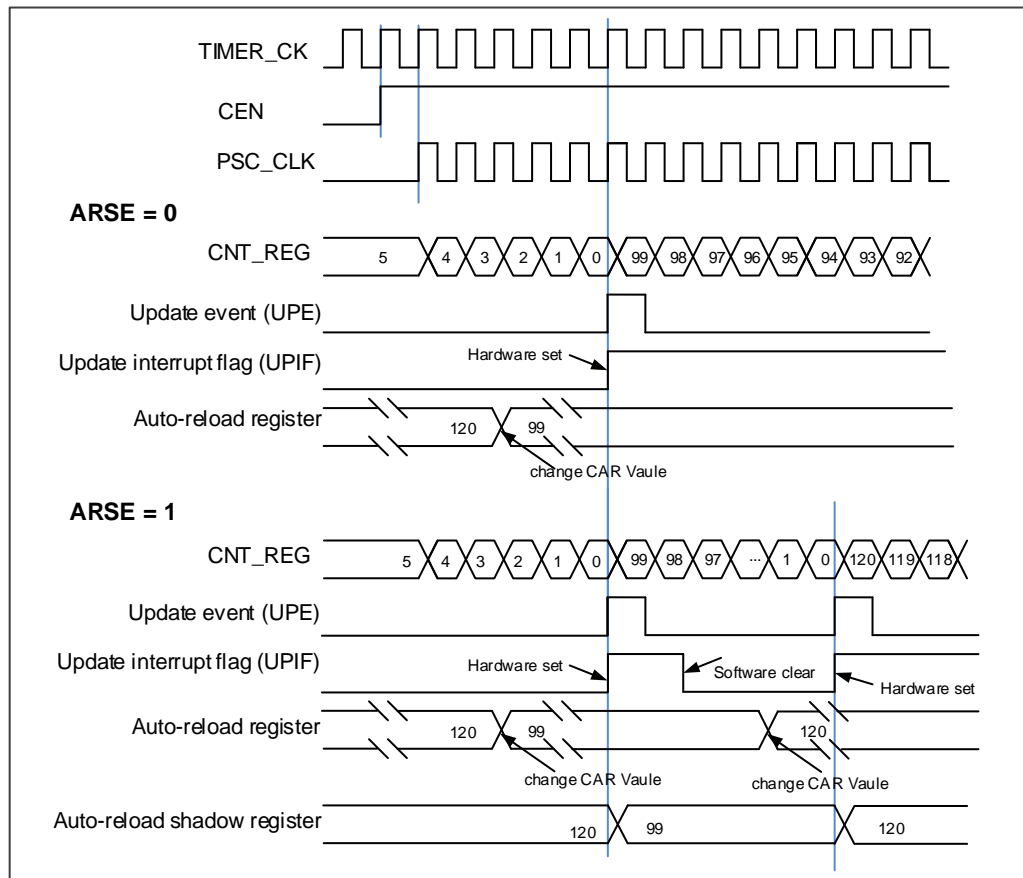 TIMER_CK
CEN
PSC_CLK
ARSE = 0
CNT_REG 5 4 3 2 1 0 99 98 97 96 95 94 93 92
Update event (UPE)
Update interrupt flag (UPIF) Hardware set
Auto-reload register 120 99
change CAR Vaule
ARSE = 1
CNT_REG 5 4 3 2 1 0 99 98 97 ... 1 0 120 119 118
Update event (UPE)
Update interrupt flag (UPIF) Hardware set Software clear Hardware set
Auto-reload register 120 99 120
change CAR Vaule change CAR Vaule
Auto-reload shadow register 120 99 120